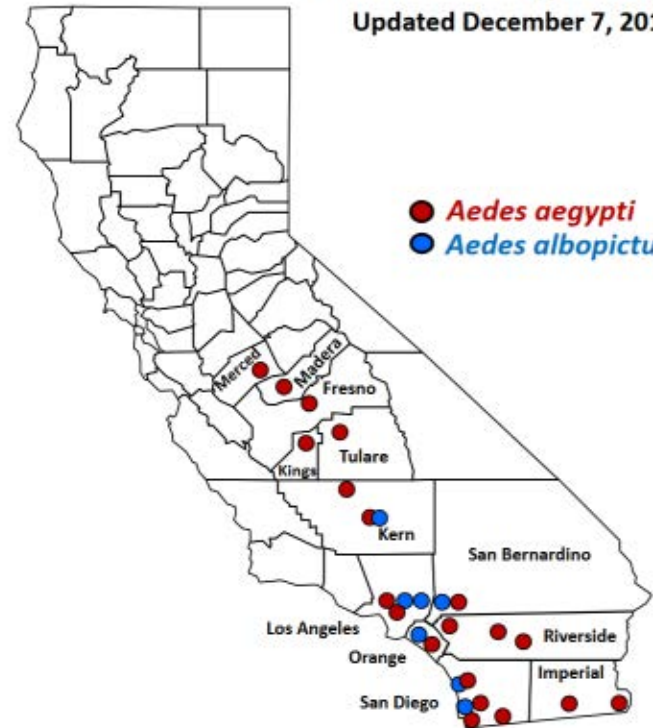 Updated December 7, 201
Aedes aegypti
Aedes albopictu
Merced
Madera
Fresno
Kings
Tulare
Kern
San Bernardino
Los Angeles
Orange
Riverside
San Diego
Imperial